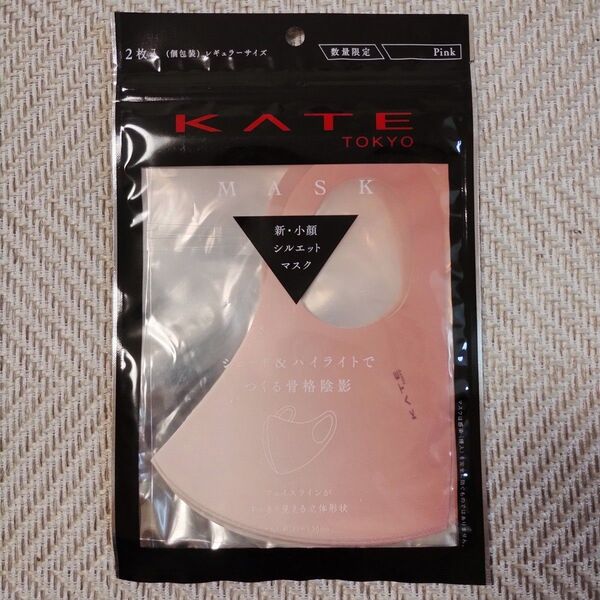 2枚入 (個包装) レギュラーサイズ
数量限定 Pink
KATE
TOKYO
MASK
新・小顔
シルエット
マスク
&ハイライトで
つくる骨格陰影
KATE
フェイスラインが
見える立体形状